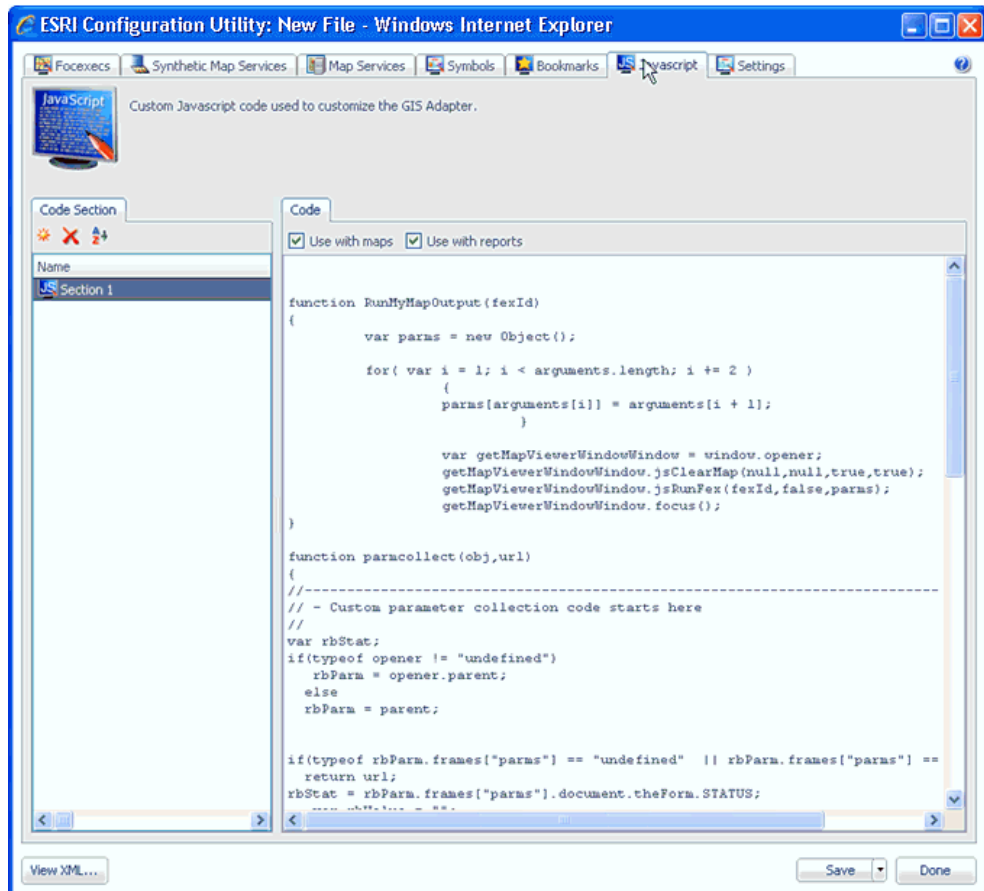 ESRI Configuration Utility: New File - Windows Internet Explorer
Focexecs Synthetic Map Services Map Services Symbols Bookmarks Javascript Settings
JavaScript
Custom Javascript code used to customize the GIS Adapter.
Code Section
Code
Use with maps Use with reports
Name
JS Section 1
function RunMyMapOutput(fexId)
{
var parms = new Object();
for( var i = 1; i < arguments.length; i += 2 )
{
parms[arguments[i]] = arguments[i + 1];
}
var getMapViewerWindowWindow = window.opener;
getMapViewerWindowWindow.jsClearMap(null,null,true,true);
getMapViewerWindowWindow.jsRunFex(fexId,false,parms);
getMapViewerWindowWindow.focus();
}
function parmcollect(obj,url)
{
//--------------------------------------------------------------------------
// - Custom parameter collection code starts here
//
var rbStat;
if(typeof opener != "undefined")
rbParm = opener.parent;
else
rbParm = parent;
if(typeof rbParm.frames["parms"] == "undefined" || rbParm.frames["parms"] ==
return url;
rbStat = rbParm.frames["parms"].document.theForm.STATUS;
View XML...
Save
Done